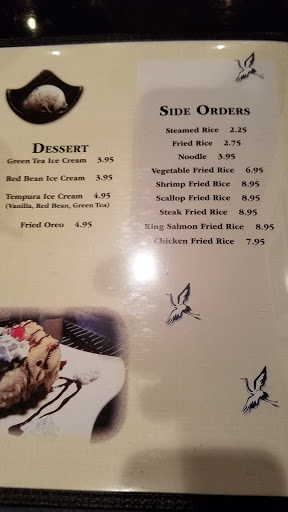 DESSERT
Green Tea Ice Cream 3.95
Red Bean Ice Cream 3.95
Tempura Ice Cream 4.95
(Vanilla, Red Bean, Green Tea)
Fried Oreo 4.95
SIDE ORDERS
Steamed Rice 2.25
Fried Rice 2.75
Noodle 3.95
Vegetable Fried Rice 6.95
Shrimp Fried Rice 8.95
Scallop Fried Rice 8.95
Steak Fried Rice 8.95
King Salmon Fried Rice 8.95
Chicken Fried Rice 7.95